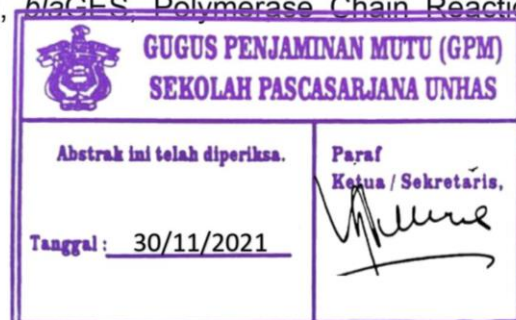 , blaGES, Polymerase Chain Reactio
GUGUS PENJAMINAN MUTU (GPM)
SEKOLAH PASCASARJANA UNHAS
Abstrak ini telah diperiksa.
Tanggal : 30/11/2021
Paraf
Ketua / Sekretaris,